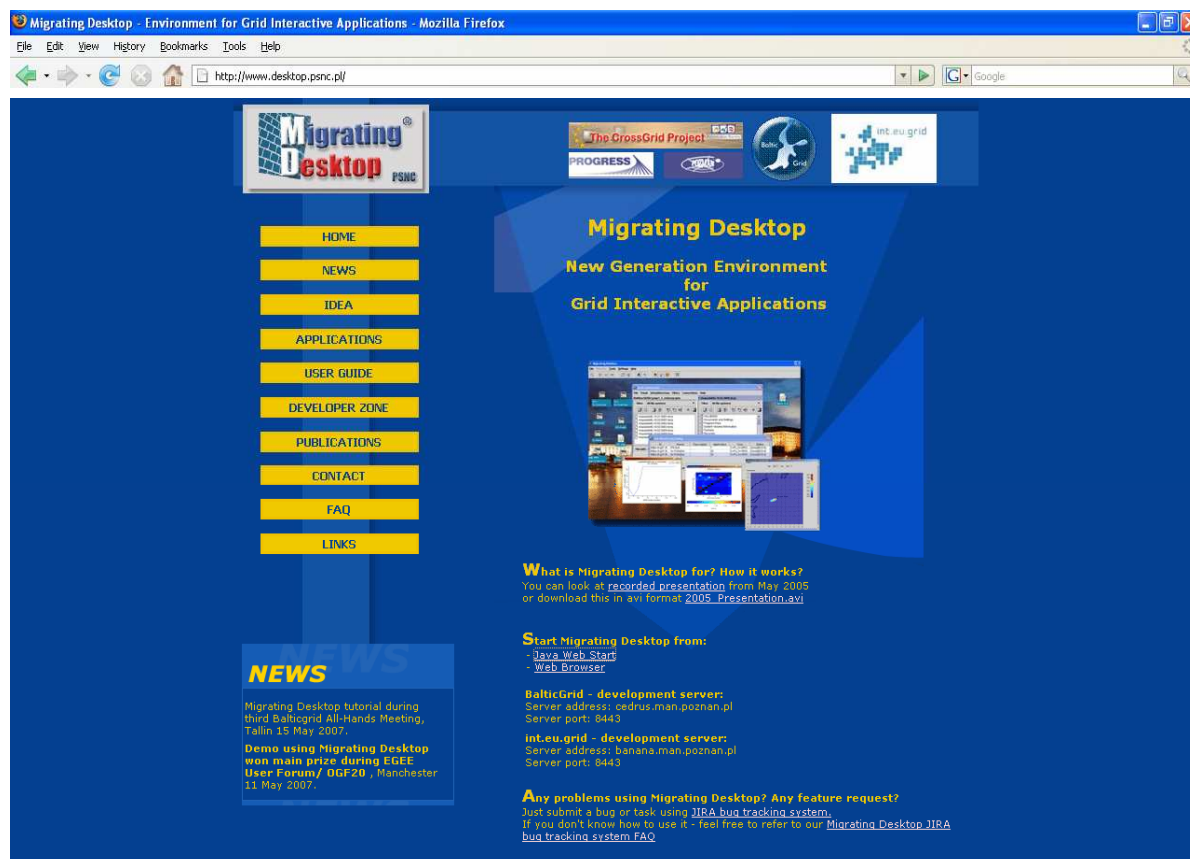 Migrating Desktop - Environment for Grid Interactive Applications - Mozilla Firefox
File Edit View History Bookmarks Tools Help
http://www.desktop.psnc.pl/
G Google
Migrating®
Desktop PSNC
The CrossGrid Project
PROGRESS
Baltic
Grid
int.eu.grid
HOME
NEWS
IDEA
APPLICATIONS
USER GUIDE
DEVELOPER ZONE
PUBLICATIONS
CONTACT
FAQ
LINKS
NEWS
Migrating Desktop tutorial during
third Balticgrid All-Hands Meeting,
Tallin 15 May 2007.
Demo using Migrating Desktop
won main prize during EGEE
User Forum/ OGF20 , Manchester
11 May 2007.
Migrating Desktop
New Generation Environment
for
Grid Interactive Applications
What is Migrating Desktop for? How it works?
You can look at recorded presentation from May 2005
or download this in avi format 2005_Presentation.avi
Start Migrating Desktop from:
- Java Web Start
- Web Browser
BalticGrid - development server:
Server address: cedrus.man.poznan.pl
Server port: 8443
int.eu.grid - development server:
Server address: banana.man.poznan.pl
Server port: 8443
Any problems using Migrating Desktop? Any feature request?
Just submit a bug or task using JIRA bug tracking system.
If you don't know how to use it - feel free to refer to our Migrating Desktop JIRA
bug tracking system FAQ